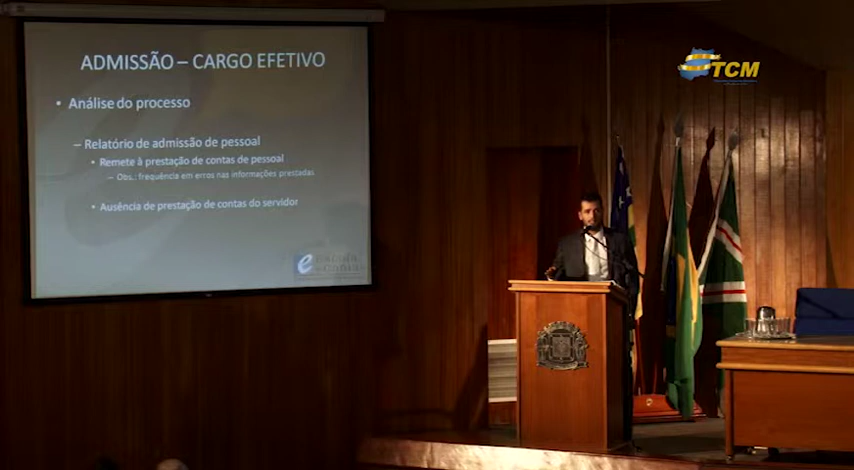 ADMISSÃO – CARGO EFETIVO
• Análise do processo
– Relatório de admissão de pessoal
• Remete à prestação de contas de pessoal
– Obs.: frequência em erros nas informações prestadas
• Ausência de prestação de contas do servidor
TCM